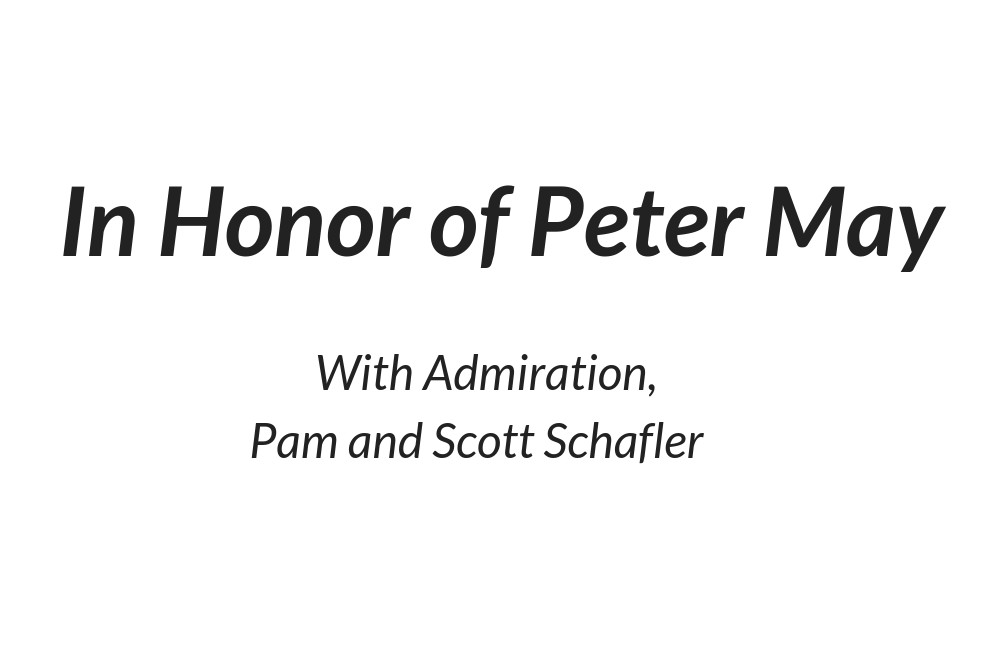 In Honor of Peter May
With Admiration,
Pam and Scott Schafler